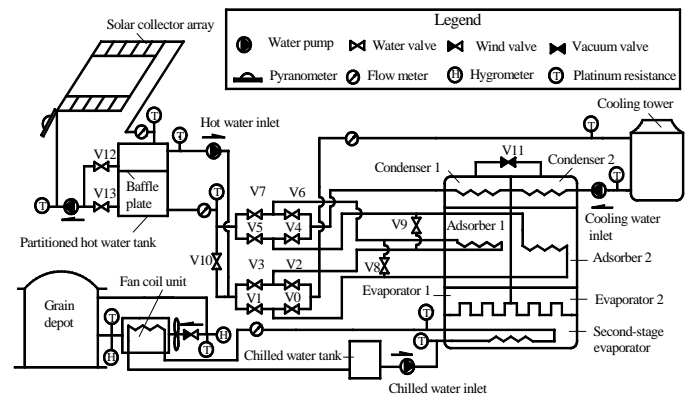 Solar collector array
Legend
Water pump
Water valve
Wind valve
Vacuum valve
Pyranometer
Flow meter
H
Hygrometer
T
Platinum resistance
Cooling tower
T
T
Hot water inlet
T
V11
Condenser 1
Condenser 2
T
V12
Baffle
plate
T
V13
T
V7
V6
V9
Cooling water
inlet
Partitioned hot water tank
V5
V4
Adsorber 1
Adsorber 2
V10
V3
V2
V8
Fan coil unit
V1
V0
Evaporator 1
Evaporator 2
Grain
depot
T
H
T
H
T
T
Second-stage
evaporator
Chilled water tank
Chilled water inlet